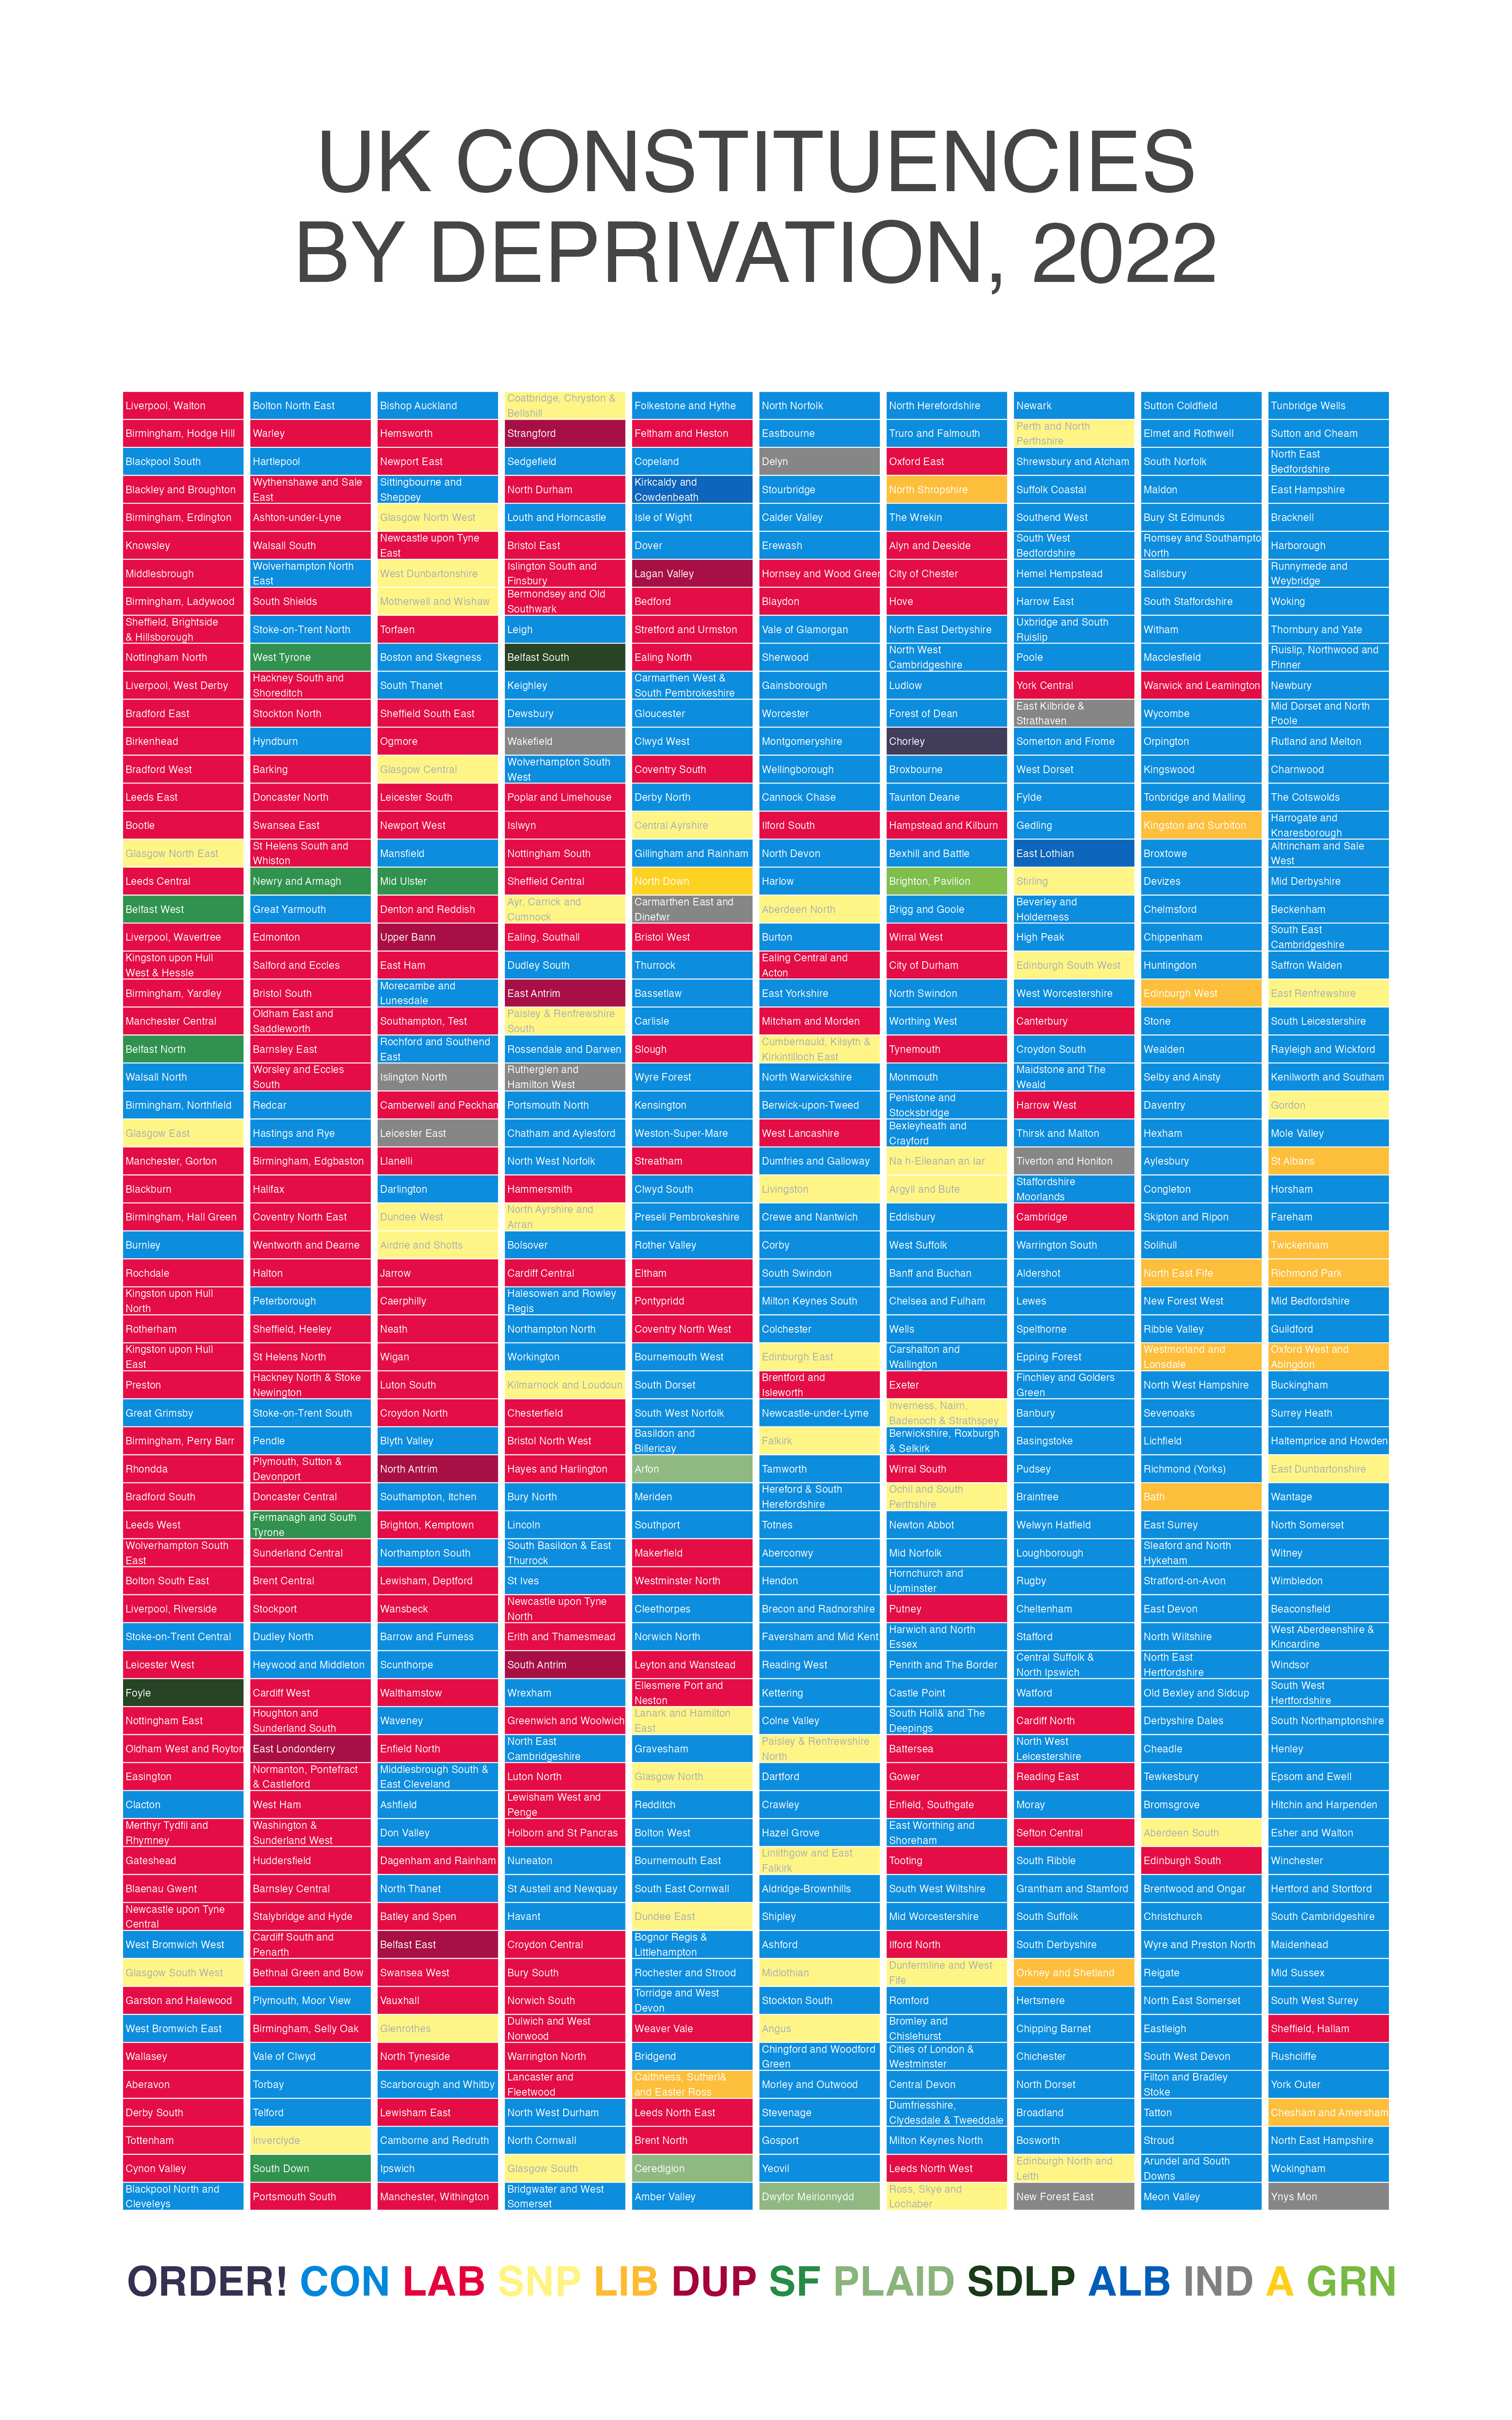 UK CONSTITUENCIES
BY DEPRIVATION, 2022
Liverpool, Walton
Birmingham, Hodge Hill
Blackpool South
Blackley and Broughton
Birmingham, Erdington
Knowsley
Middlesbrough
Birmingham, Ladywood
Sheffield, Brightside
& Hillsborough
Nottingham North
Liverpool, West Derby
Bradford East
Birkenhead
Bradford West
Leeds East
Bootle
Glasgow North East
Leeds Central
Belfast West
Liverpool, Wavertree
Kingston upon Hull
West & Hessle
Birmingham, Yardley
Manchester Central
Belfast North
Walsall North
Birmingham, Northfield
Glasgow East
Manchester, Gorton
Blackburn
Birmingham, Hall Green
Burnley
Rochdale
Kingston upon Hull
North
Rotherham
Kingston upon Hull
East
Preston
Great Grimsby
Birmingham, Perry Barr
Rhondda
Bradford South
Leeds West
Wolverhampton South
East
Bolton South East
Liverpool, Riverside
Stoke-on-Trent Central
Leicester West
Foyle
Nottingham East
Oldham West and Royton
Easington
Clacton
Merthyr Tydfil and
Rhymney
Gateshead
Blaenau Gwent
Newcastle upon Tyne
Central
West Bromwich West
Glasgow South West
Garston and Halewood
West Bromwich East
Wallasey
Aberavon
Derby South
Tottenham
Cynon Valley
Blackpool North and
Cleveleys
Bolton North East
Warley
Hartlepool
Wythenshawe and Sale
East
Ashton-under-Lyne
Walsall South
Wolverhampton North
East
South Shields
Stoke-on-Trent North
West Tyrone
Hackney South and
Shoreditch
Stockton North
Hyndburn
Barking
Doncaster North
Swansea East
St Helens South and
Whiston
Newry and Armagh
Great Yarmouth
Edmonton
Salford and Eccles
Bristol South
Oldham East and
Saddleworth
Barnsley East
Worsley and Eccles
South
Redcar
Hastings and Rye
Birmingham, Edgbaston
Halifax
Coventry North East
Wentworth and Dearne
Halton
Peterborough
Sheffield, Heeley
St Helens North
Hackney North & Stoke
Newington
Stoke-on-Trent South
Pendle
Plymouth, Sutton &
Devonport
Doncaster Central
Fermanagh and South
Tyrone
Sunderland Central
Brent Central
Stockport
Dudley North
Heywood and Middleton
Cardiff West
Houghton and
Sunderland South
East Londonderry
Normanton, Pontefract
& Castleford
West Ham
Washington &
Sunderland West
Huddersfield
Barnsley Central
Stalybridge and Hyde
Cardiff South and
Penarth
Bethnal Green and Bow
Plymouth, Moor View
Birmingham, Selly Oak
Vale of Clwyd
Torbay
Telford
Inverclyde
South Down
Portsmouth South
Bishop Auckland
Hemsworth
Newport East
Sittingbourne and
Sheppey
Glasgow North West
Newcastle upon Tyne
East
West Dunbartonshire
Motherwell and Wishaw
Torfaen
Boston and Skegness
South Thanet
Sheffield South East
Ogmore
Glasgow Central
Leicester South
Newport West
Mansfield
Mid Ulster
Denton and Reddish
Upper Bann
East Ham
Morecambe and
Lunesdale
Southampton, Test
Rochford and Southend
East
Islington North
Camberwell and Peckham
Leicester East
Llanelli
Darlington
Dundee West
Airdrie and Shotts
Jarrow
Caerphilly
Neath
Wigan
Luton South
Croydon North
Blyth Valley
North Antrim
Southampton, Itchen
Brighton, Kemptown
Northampton South
Lewisham, Deptford
Wansbeck
Barrow and Furness
Scunthorpe
Walthamstow
Waveney
Enfield North
Middlesbrough South &
East Cleveland
Ashfield
Don Valley
Dagenham and Rainham
North Thanet
Batley and Spen
Belfast East
Swansea West
Vauxhall
Glenrothes
North Tyneside
Scarborough and Whitby
Lewisham East
Camborne and Redruth
Ipswich
Manchester, Withington
Coatbridge, Chryston &
Bellshill
Strangford
Sedgefield
North Durham
Louth and Horncastle
Bristol East
Islington South and
Finsbury
Bermondsey and Old
Southwark
Leigh
Belfast South
Keighley
Dewsbury
Wakefield
Wolverhampton South
West
Poplar and Limehouse
Islwyn
Nottingham South
Sheffield Central
Ayr, Carrick and
Cumnock
Ealing, Southall
Dudley South
East Antrim
Paisley & Renfrewshire
South
Rossendale and Darwen
Rutherglen and
Hamilton West
Portsmouth North
Chatham and Aylesford
North West Norfolk
Hammersmith
North Ayrshire and
Arran
Bolsover
Cardiff Central
Halesowen and Rowley
Regis
Northampton North
Workington
Kilmarnock and Loudoun
Chesterfield
Bristol North West
Hayes and Harlington
Bury North
Lincoln
South Basildon & East
Thurrock
St Ives
Newcastle upon Tyne
North
Erith and Thamesmead
South Antrim
Wrexham
Greenwich and Woolwich
North East
Cambridgeshire
Luton North
Lewisham West and
Penge
Holborn and St Pancras
Nuneaton
St Austell and Newquay
Havant
Croydon Central
Bury South
Norwich South
Dulwich and West
Norwood
Warrington North
Lancaster and
Fleetwood
North West Durham
North Cornwall
Glasgow South
Bridgwater and West
Somerset
Folkestone and Hythe
Feltham and Heston
Copeland
Kirkcaldy and
Cowdenbeath
Isle of Wight
Dover
Lagan Valley
Bedford
Stretford and Urmston
Ealing North
Carmarthen West &
South Pembrokeshire
Gloucester
Clwyd West
Coventry South
Derby North
Central Ayrshire
Gillingham and Rainham
North Down
Carmarthen East and
Dinefwr
Bristol West
Thurrock
Bassetlaw
Carlisle
Slough
Wyre Forest
Kensington
Weston-Super-Mare
Streatham
Clwyd South
Preseli Pembrokeshire
Rother Valley
Eltham
Pontypridd
Coventry North West
Bournemouth West
South Dorset
South West Norfolk
Basildon and
Billericay
Arfon
Meriden
Southport
Makerfield
Westminster North
Cleethorpes
Norwich North
Leyton and Wanstead
Ellesmere Port and
Neston
Lanark and Hamilton
East
Gravesham
Glasgow North
Redditch
Bolton West
Bournemouth East
South East Cornwall
Dundee East
Bognor Regis &
Littlehampton
Rochester and Strood
Torridge and West
Devon
Weaver Vale
Bridgend
Caithness, Sutherl&
and Easter Ross
Leeds North East
Brent North
Ceredigion
Amber Valley
North Norfolk
Eastbourne
Delyn
Stourbridge
Calder Valley
Erewash
Hornsey and Wood Green
Blaydon
Vale of Glamorgan
Sherwood
Gainsborough
Worcester
Montgomeryshire
Wellingborough
Cannock Chase
Ilford South
North Devon
Harlow
Aberdeen North
Burton
Ealing Central and
Acton
East Yorkshire
Mitcham and Morden
Cumbernauld, Kilsyth &
Kirkintilloch East
North Warwickshire
Berwick-upon-Tweed
West Lancashire
Dumfries and Galloway
Livingston
Crewe and Nantwich
Corby
South Swindon
Milton Keynes South
Colchester
Edinburgh East
Brentford and
Isleworth
Newcastle-under-Lyme
Falkirk
Tamworth
Hereford & South
Herefordshire
Totnes
Aberconwy
Hendon
Brecon and Radnorshire
Faversham and Mid Kent
Reading West
Kettering
Colne Valley
Paisley & Renfrewshire
North
Dartford
Crawley
Hazel Grove
Linlithgow and East
Falkirk
Aldridge-Brownhills
Shipley
Ashford
Midlothian
Stockton South
Angus
Chingford and Woodford
Green
Morley and Outwood
Stevenage
Gosport
Yeovil
Dwyfor Meirionnydd
North Herefordshire
Truro and Falmouth
Oxford East
North Shropshire
The Wrekin
Alyn and Deeside
City of Chester
Hove
North East Derbyshire
North West
Cambridgeshire
Ludlow
Forest of Dean
Chorley
Broxbourne
Taunton Deane
Hampstead and Kilburn
Bexhill and Battle
Brighton, Pavilion
Brigg and Goole
Wirral West
City of Durham
North Swindon
Worthing West
Tynemouth
Monmouth
Penistone and
Stocksbridge
Bexleyheath and
Crayford
Na h-Eileanan an Iar
Argyll and Bute
Eddisbury
West Suffolk
Banff and Buchan
Chelsea and Fulham
Wells
Carshalton and
Wallington
Exeter
Inverness, Nairn,
Badenoch & Strathspey
Berwickshire, Roxburgh
& Selkirk
Wirral South
Ochil and South
Perthshire
Newton Abbot
Mid Norfolk
Hornchurch and
Upminster
Putney
Harwich and North
Essex
Penrith and The Border
Castle Point
South Holl& and The
Deepings
Battersea
Gower
Enfield, Southgate
East Worthing and
Shoreham
Tooting
South West Wiltshire
Mid Worcestershire
Ilford North
Dunfermline and West
Fife
Romford
Bromley and
Chislehurst
Cities of London &
Westminster
Central Devon
Dumfriesshire,
Clydesdale & Tweeddale
Milton Keynes North
Leeds North West
Ross, Skye and
Lochaber
Newark
Perth and North
Perthshire
Shrewsbury and Atcham
Suffolk Coastal
Southend West
South West
Bedfordshire
Hemel Hempstead
Harrow East
Uxbridge and South
Ruislip
Poole
York Central
East Kilbride &
Strathaven
Somerton and Frome
West Dorset
Fylde
Gedling
East Lothian
Stirling
Beverley and
Holderness
High Peak
Edinburgh South West
West Worcestershire
Canterbury
Croydon South
Maidstone and The
Weald
Harrow West
Thirsk and Malton
Tiverton and Honiton
Staffordshire
Moorlands
Cambridge
Warrington South
Aldershot
Lewes
Spelthorne
Epping Forest
Finchley and Golders
Green
Banbury
Basingstoke
Pudsey
Braintree
Welwyn Hatfield
Loughborough
Rugby
Cheltenham
Stafford
Central Suffolk &
North Ipswich
Watford
Cardiff North
North West
Leicestershire
Reading East
Moray
Sefton Central
South Ribble
Grantham and Stamford
South Suffolk
South Derbyshire
Orkney and Shetland
Hertsmere
Chipping Barnet
Chichester
North Dorset
Broadland
Bosworth
Edinburgh North and
Leith
New Forest East
Sutton Coldfield
Elmet and Rothwell
South Norfolk
Maldon
Bury St Edmunds
Romsey and Southampto
North
Salisbury
South Staffordshire
Witham
Macclesfield
Warwick and Leamington
Wycombe
Orpington
Kingswood
Tonbridge and Malling
Kingston and Surbiton
Broxtowe
Devizes
Chelmsford
Chippenham
Huntingdon
Edinburgh West
Stone
Wealden
Selby and Ainsty
Daventry
Hexham
Aylesbury
Congleton
Skipton and Ripon
Solihull
North East Fife
New Forest West
Ribble Valley
Westmorland and
Lonsdale
North West Hampshire
Sevenoaks
Lichfield
Richmond (Yorks)
Bath
East Surrey
Sleaford and North
Hykeham
Stratford-on-Avon
East Devon
North Wiltshire
North East
Hertfordshire
Old Bexley and Sidcup
Derbyshire Dales
Cheadle
Tewkesbury
Bromsgrove
Aberdeen South
Edinburgh South
Brentwood and Ongar
Christchurch
Wyre and Preston North
Reigate
North East Somerset
Eastleigh
South West Devon
Filton and Bradley
Stoke
Tatton
Stroud
Arundel and South
Downs
Meon Valley
Tunbridge Wells
Sutton and Cheam
North East
Bedfordshire
East Hampshire
Bracknell
Harborough
Runnymede and
Weybridge
Woking
Thornbury and Yate
Ruislip, Northwood and
Pinner
Newbury
Mid Dorset and North
Poole
Rutland and Melton
Charnwood
The Cotswolds
Harrogate and
Knaresborough
Altrincham and Sale
West
Mid Derbyshire
Beckenham
South East
Cambridgeshire
Saffron Walden
East Renfrewshire
South Leicestershire
Rayleigh and Wickford
Kenilworth and Southam
Gordon
Mole Valley
St Albans
Horsham
Fareham
Twickenham
Richmond Park
Mid Bedfordshire
Guildford
Oxford West and
Abingdon
Buckingham
Surrey Heath
Haltemprice and Howden
East Dunbartonshire
Wantage
North Somerset
Witney
Wimbledon
Beaconsfield
West Aberdeenshire &
Kincardine
Windsor
South West
Hertfordshire
South Northamptonshire
Henley
Epsom and Ewell
Hitchin and Harpenden
Esher and Walton
Winchester
Hertford and Stortford
South Cambridgeshire
Maidenhead
Mid Sussex
South West Surrey
Sheffield, Hallam
Rushcliffe
York Outer
Chesham and Amersham
North East Hampshire
Wokingham
Ynys Mon
ORDER! CON LAB SNP LIB DUP SF PLAID SDLP ALB IND A GRN